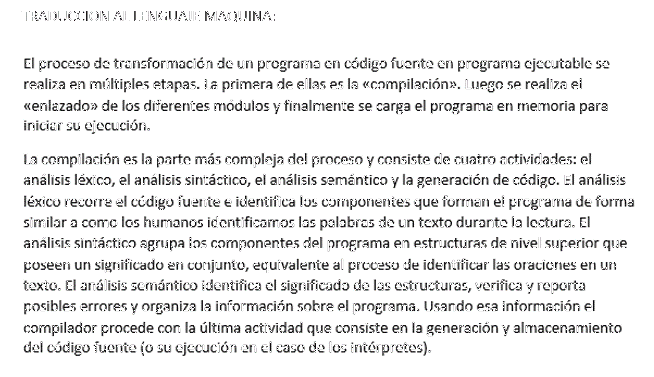 TRADUCCION AL LENGUAJE MAQUINA:
El proceso de transformación de un programa en código fuente en programa ejecutable se
realiza en múltiples etapas. La primera de ellas es la «compilación». Luego se realiza el
«enlazado» de los diferentes módulos y finalmente se carga el programa en memoria para
iniciar su ejecución.
La compilación es la parte más compleja del proceso y consiste de cuatro actividades: el
análisis léxico, el análisis sintáctico, el análisis semántico y la generación de código. El análisis
léxico recorre el código fuente e identifica los componentes que forman el programa de forma
similar a como los humanos identificamos las palabras de un texto durante la lectura. El
análisis sintáctico agrupa los componentes del programa en estructuras de nivel superior que
poseen un significado en conjunto, equivalente al proceso de identificar las oraciones en un
texto. El análisis semántico identifica el significado de las estructuras, verifica y reporta
posibles errores y organiza la información sobre el programa. Usando esa información el
compilador procede con la última actividad que consiste en la generación y almacenamiento
del código fuente (o su ejecución en el caso de los intérpretes).